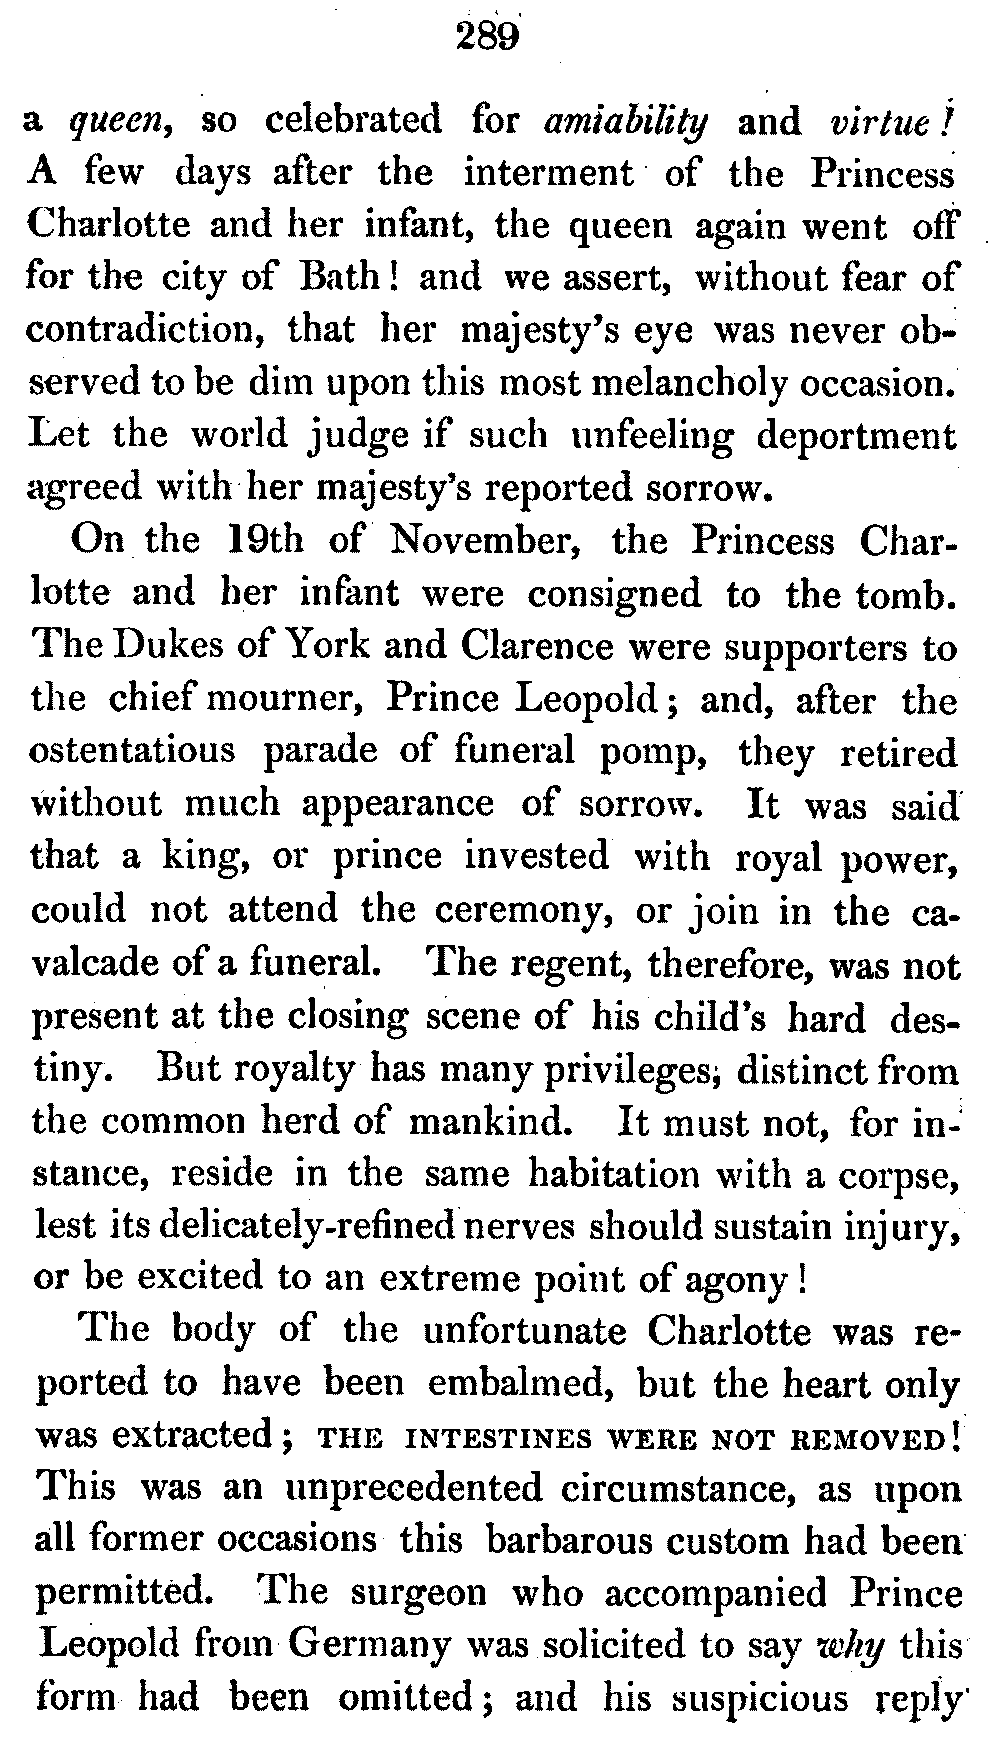 289
a queen, so celebrated for amiability and virtue!
A few days after the interment of the Princess
Charlotte and her infant, the queen again went off
for the city of Bath! and we assert, without fear of
contradiction, that her majesty's eye was never ob-
served to be dim upon this most melancholy occasion.
Let the world judge if such unfeeling deportment
agreed with her majesty's reported sorrow.
On the 19th of November, the Princess Char-
lotte and her infant were consigned to the tomb.
The Dukes of York and Clarence were supporters to
the chief mourner, Prince Leopold; and, after the
ostentatious parade of funeral pomp, they retired
without much appearance of sorrow. It was said
that a king, or prince invested with royal power,
could not attend the ceremony, or join in the ca-
valcade of a funeral. The regent, therefore, was not
present at the closing scene of his child's hard des-
tiny. But royalty has many privileges, distinct from
the common herd of mankind. It must not, for in-
stance, reside in the same habitation with a corpse,
lest its delicately-refined nerves should sustain injury,
or be excited to an extreme point of agony!
The body of the unfortunate Charlotte was re-
ported to have been embalmed, but the heart only
was extracted; THE INTESTINES WERE NOT REMOVED!
This was an unprecedented circumstance, as upon
all former occasions this barbarous custom had been
permitted. The surgeon who accompanied Prince
Leopold from Germany was solicited to say why this
form had been omitted; and his suspicious reply